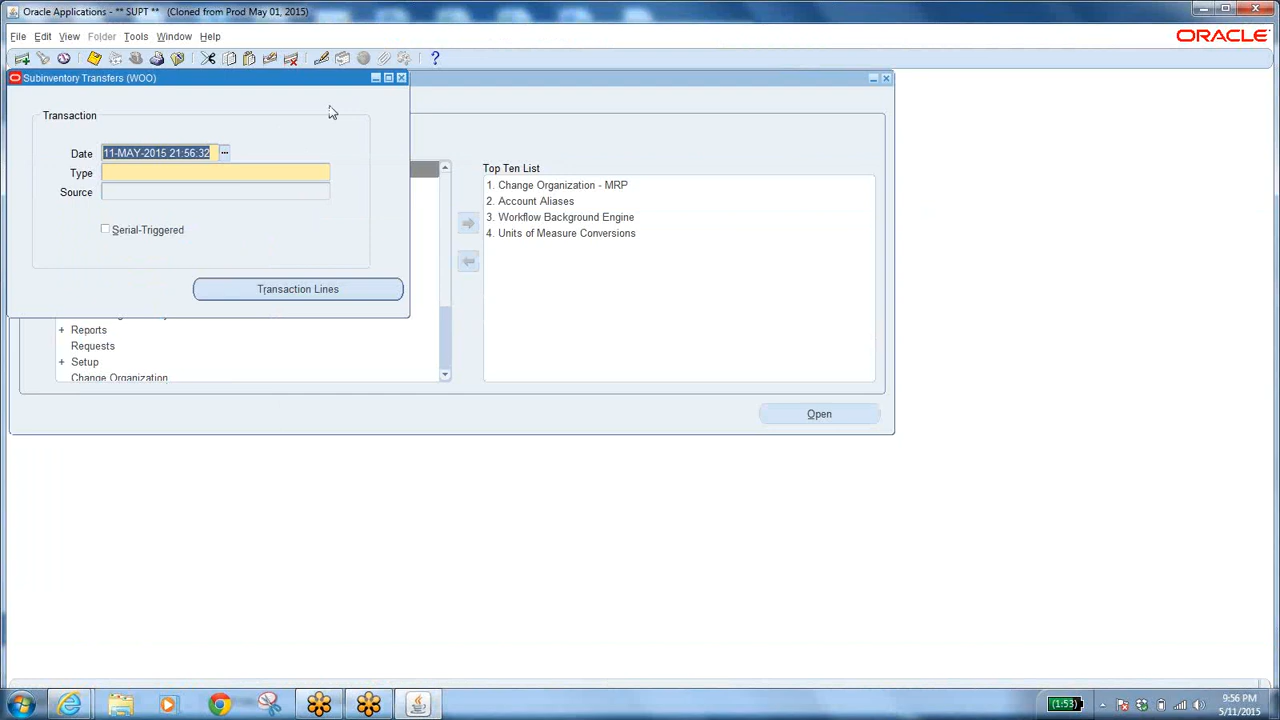 Oracle Applications - ** SUPT ** (Cloned from Prod May 01, 2015)
File Edit View Folder Tools Window Help
ORACLE
Subinventory Transfers (WOO)
Transaction
Date 11-MAY-2015 21:56:32
Type
Source
Serial-Triggered
Transaction Lines
+ Reports
Requests
+ Setup
Change Organization
Top Ten List
1. Change Organization - MRP
2. Account Aliases
3. Workflow Background Engine
4. Units of Measure Conversions
Open
(1:53)
9:56 PM
5/11/2015